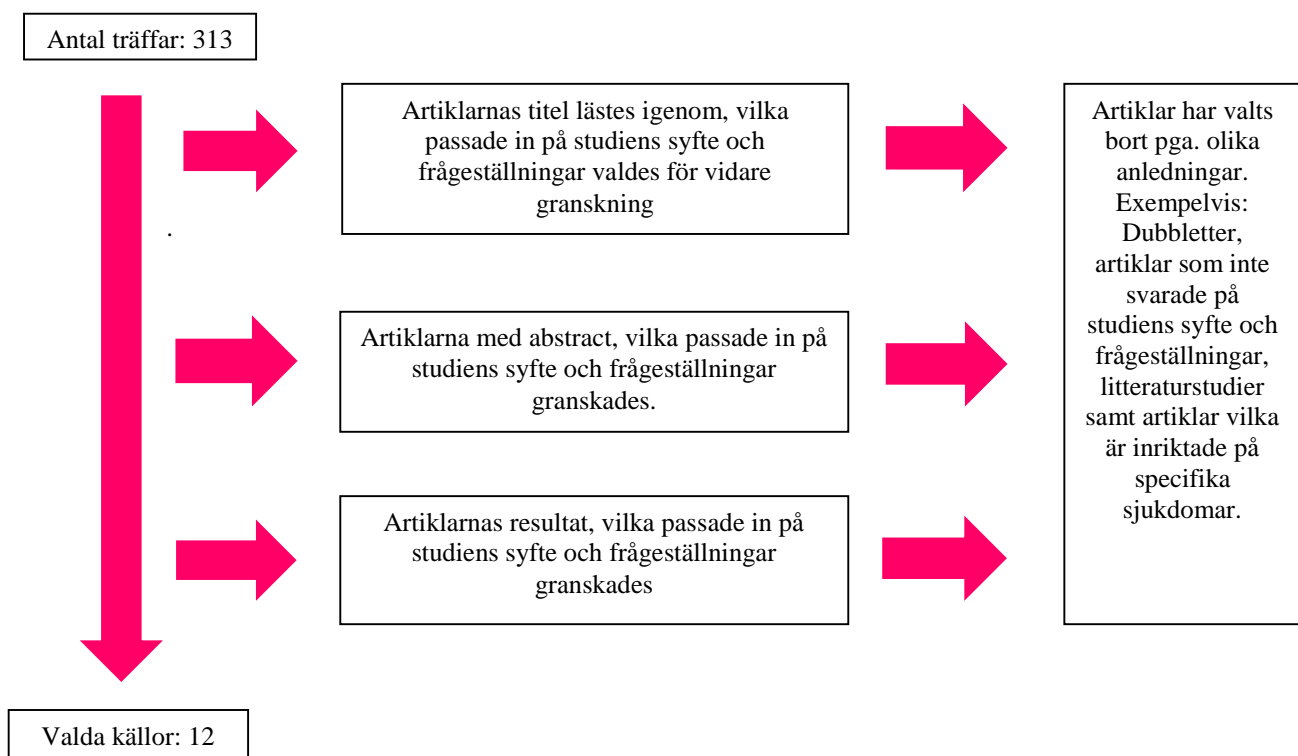 Antal träffar: 313
Artiklarnas titel lästes igenom, vilka
passade in på studiens syfte och
frågeställningar valdes för vidare
granskning
.
Artiklarna med abstract, vilka passade in på
studiens syfte och frågeställningar
granskades.
Artiklarnas resultat, vilka passade in på
studiens syfte och frågeställningar
granskades
Artiklar har valts
bort pga. olika
anledningar.
Exempelvis:
Dubbletter,
artiklar som inte
svarade på
studiens syfte och
frågeställningar,
litteraturstudier
samt artiklar vilka
är inriktade på
specifika
sjukdomar.
Valda källor: 12